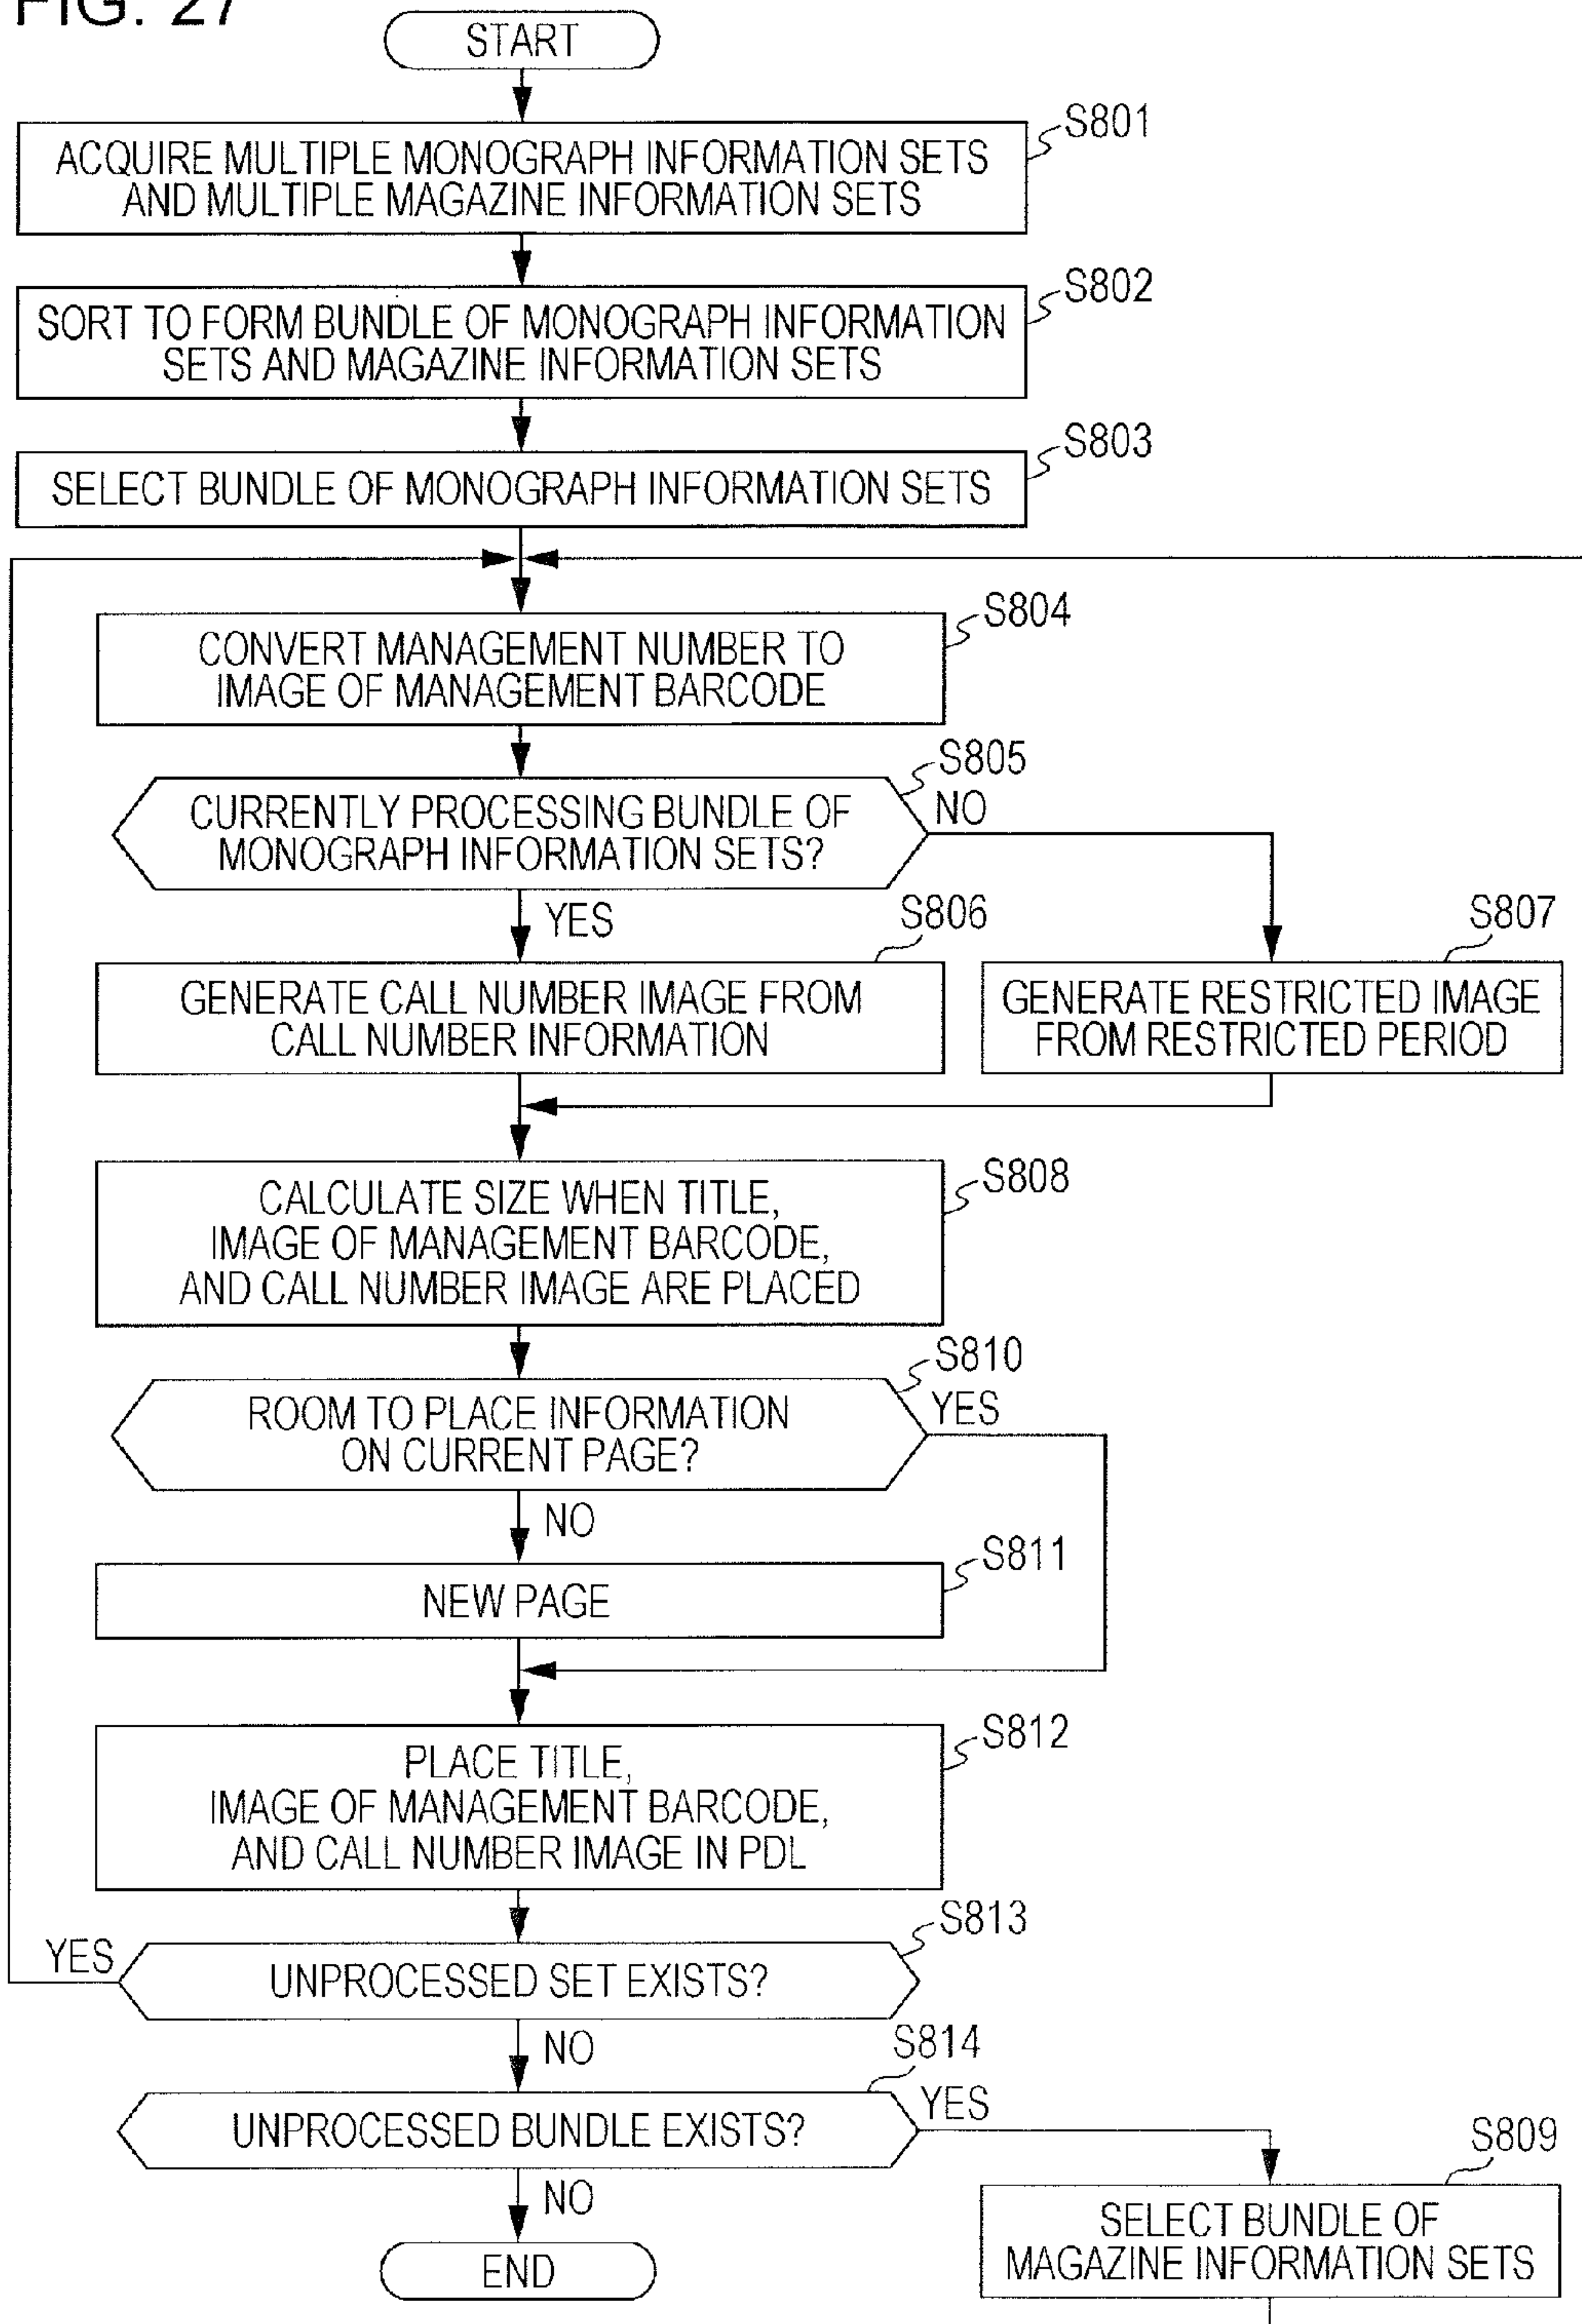 FIG. 27
START
S801
ACQUIRE MULTIPLE MONOGRAPH INFORMATION SETS
AND MULTIPLE MAGAZINE INFORMATION SETS
S802
SORT TO FORM BUNDLE OF MONOGRAPH INFORMATION
SETS AND MAGAZINE INFORMATION SETS
S803
SELECT BUNDLE OF MONOGRAPH INFORMATION SETS
S804
CONVERT MANAGEMENT NUMBER TO
IMAGE OF MANAGEMENT BARCODE
S805
CURRENTLY PROCESSING BUNDLE OF
MONOGRAPH INFORMATION SETS?
NO
YES
S806
GENERATE CALL NUMBER IMAGE FROM
CALL NUMBER INFORMATION
S807
GENERATE RESTRICTED IMAGE
FROM RESTRICTED PERIOD
S808
CALCULATE SIZE WHEN TITLE,
IMAGE OF MANAGEMENT BARCODE,
AND CALL NUMBER IMAGE ARE PLACED
S810
ROOM TO PLACE INFORMATION
ON CURRENT PAGE?
YES
NO
S811
NEW PAGE
S812
PLACE TITLE,
IMAGE OF MANAGEMENT BARCODE,
AND CALL NUMBER IMAGE IN PDL
S813
YES
UNPROCESSED SET EXISTS?
NO
S814
UNPROCESSED BUNDLE EXISTS?
YES
NO
S809
SELECT BUNDLE OF
MAGAZINE INFORMATION SETS
END